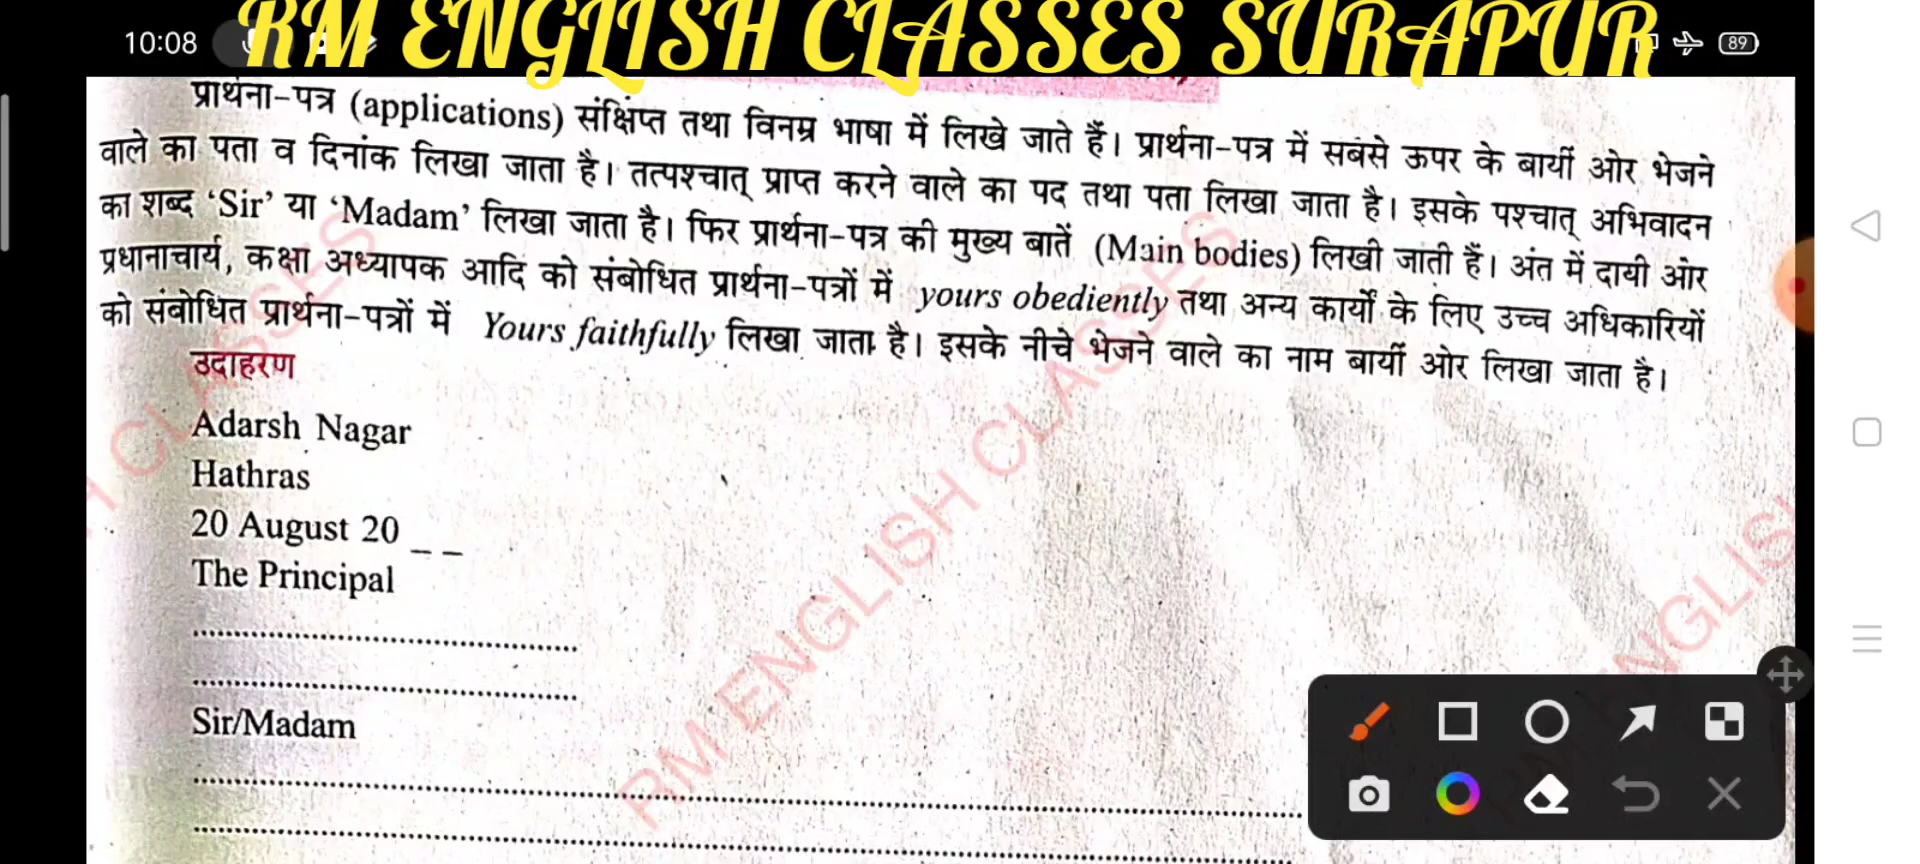 RM ENGLISH CLASSES SURAPUR
10:08
89
प्रार्थना-पत्र (applications) संक्षिप्त तथा विनम्र भाषा में लिखे जाते हैं। प्रार्थना-पत्र में सबसे ऊपर के बायीं ओर भेजने
वाले का पता व दिनांक लिखा जाता है। तत्पश्चात् प्राप्त करने वाले का पद तथा पता लिखा जाता है। इसके पश्चात् अभिवादन
का शब्द ‘Sir’ या ‘Madam’ लिखा जाता है। फिर प्रार्थना-पत्र की मुख्य बातें (Main bodies) लिखी जाती हैं। अंत में दायी ओर
प्रधानाचार्य, कक्षा अध्यापक आदि को संबोधित प्रार्थना-पत्रों में yours obediently तथा अन्य कार्यों के लिए उच्च अधिकारियों
को संबोधित प्रार्थना-पत्रों में Yours faithfully लिखा जाता है। इसके नीचे भेजने वाले का नाम बायीं ओर लिखा जाता है।
उदाहरण
Adarsh Nagar
Hathras
20 August 20 _ _
The Principal
Sir/Madam
RM ENGLISH CLASSES